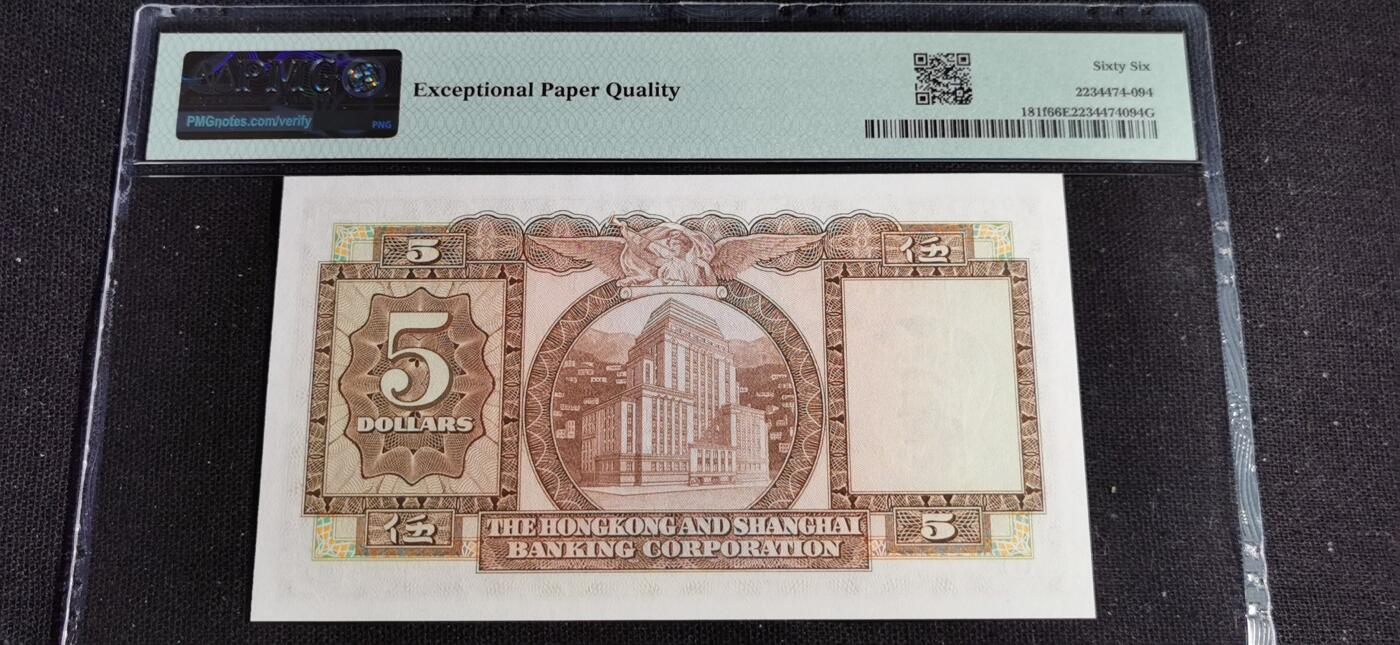 PMG
PMGnotes.com/verify
PNG
Exceptional Paper Quality
Sixty Six
2234474-094
181f66E2234474094G
5
伍
5
DOLLARS
伍
THE HONGKONG AND SHANGHAI
BANKING CORPORATION
5